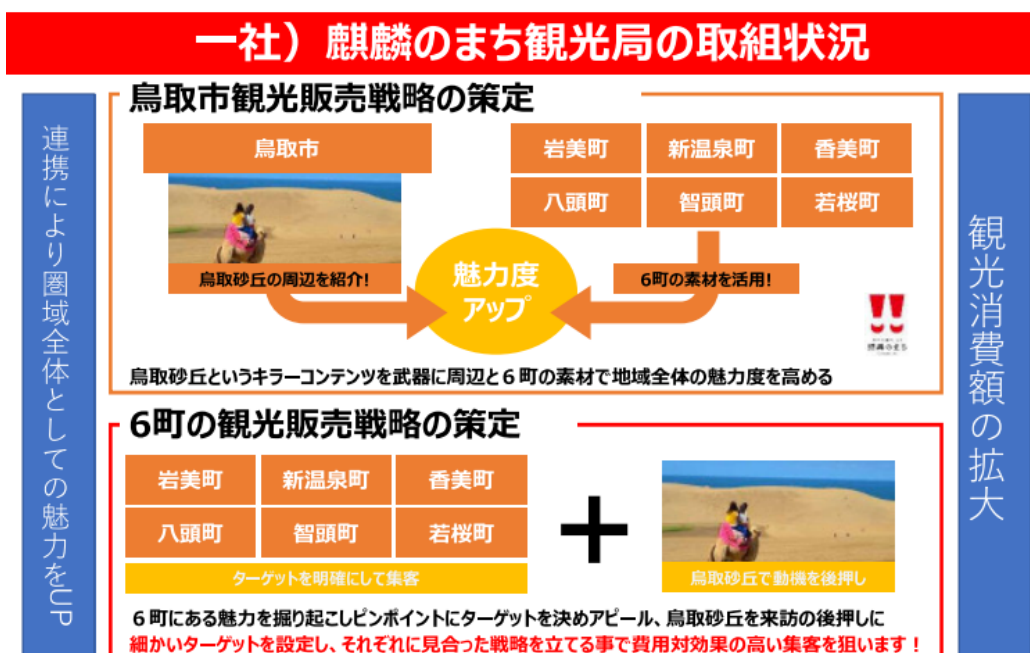 一社）麒麟のまち観光局の取組状況
連携により圏域全体としての魅力をUP
鳥取市観光販売戦略の策定
鳥取市
岩美町
新温泉町
香美町
八頭町
智頭町
若桜町
鳥取砂丘の周辺を紹介！
魅力度
アップ
6町の素材を活用！
麒麟のまち
鳥取砂丘というキラーコンテンツを武器に周辺と６町の素材で地域全体の魅力度を高める
6町の観光販売戦略の策定
岩美町
新温泉町
香美町
八頭町
智頭町
若桜町
ターゲットを明確にして集客
鳥取砂丘で動機を後押し
６町にある魅力を掘り起こしピンポイントにターゲットを決めアピール、鳥取砂丘を来訪の後押しに
細かいターゲットを設定し、それぞれに見合った戦略を立てる事で費用対効果の高い集客を狙います！
観光消費額の拡大